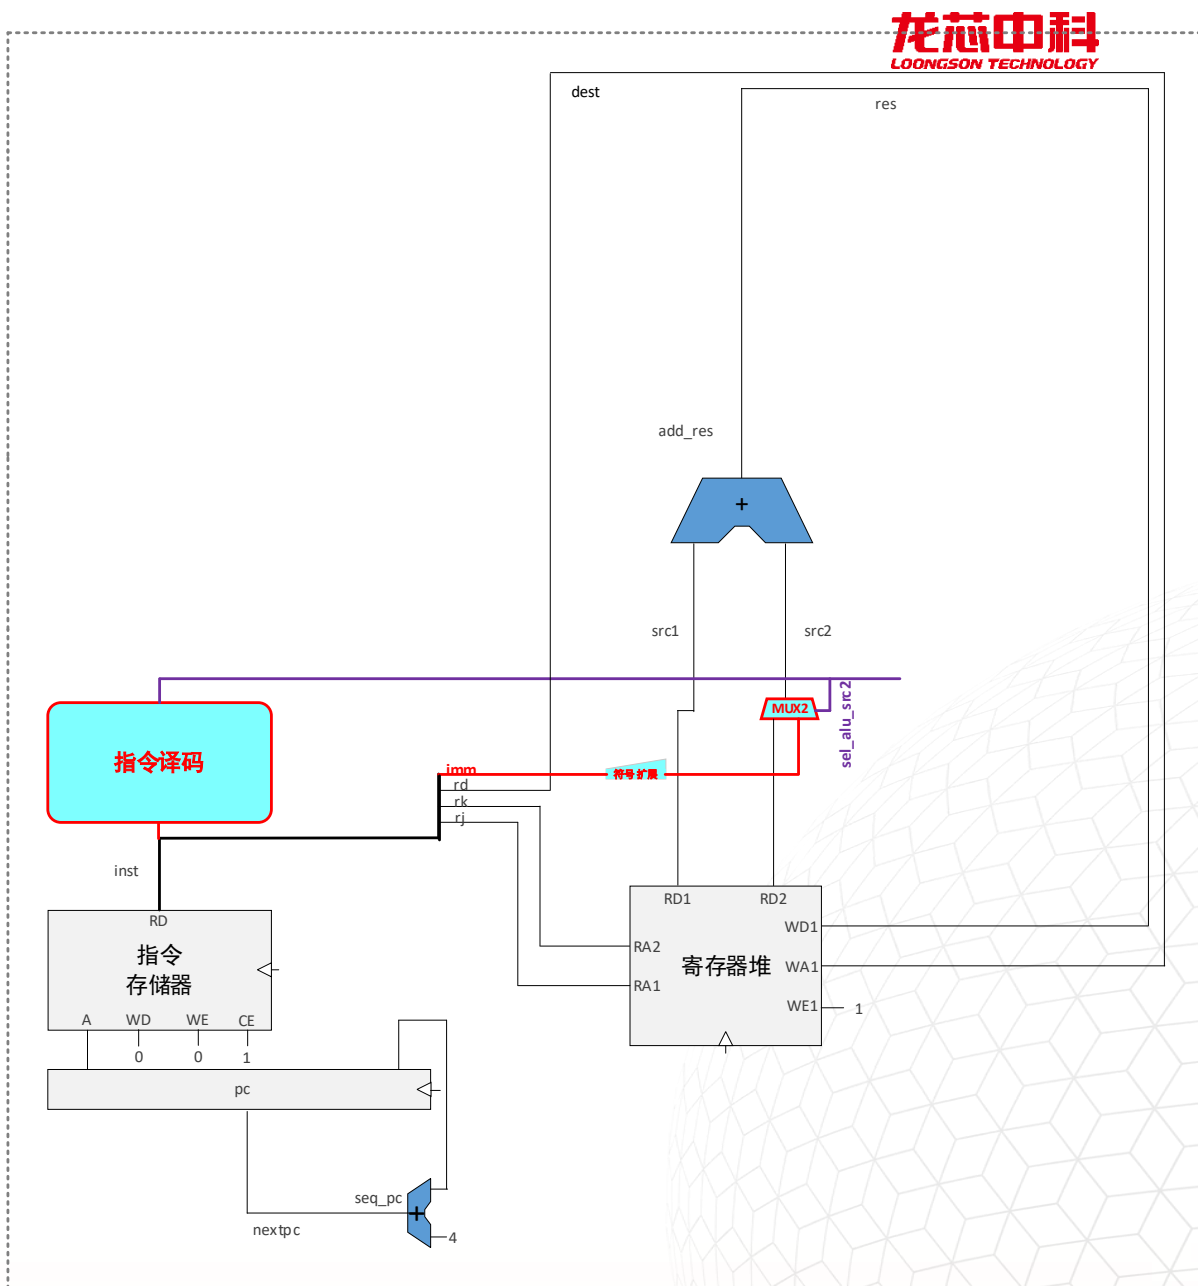 龙芯中科
LOONGSON TECHNOLOGY
dest
res
add_res
+
src1
src2
MUX2
sel_alu_src2
指令译码
imm
符号扩展
rd
rk
rj
inst
RD
指令
存储器
A
WD
WE
CE
0
0
1
pc
RD1
RD2
WD1
RA2
寄存器堆
WA1
RA1
WE1
1
seq_pc
+
nextpc
4